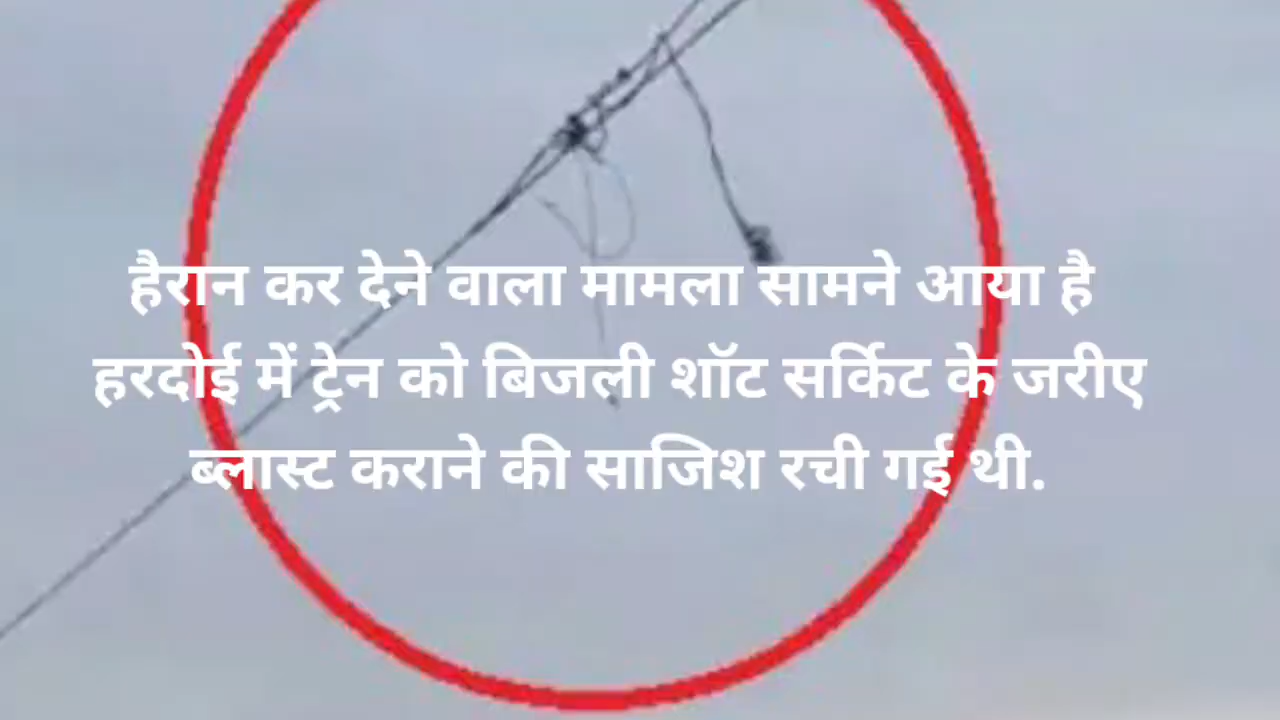 हैरान कर देने वाला मामला सामने आया है
हरदोई में ट्रेन को बिजली शॉट सर्किट के जरीए
ब्लास्ट कराने की साजिश रची गई थी.